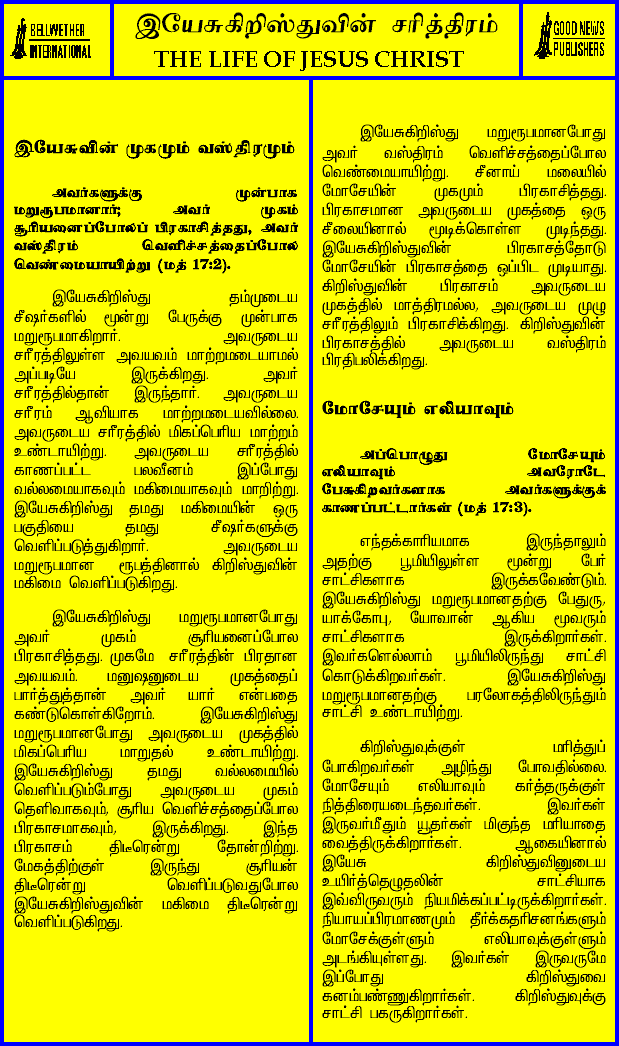 BELLWETHER
INTERNATIONAL
இயேசுகிறிஸ்துவின் சரித்திரம்
THE LIFE OF JESUS CHRIST
GOOD NEWS
PUBLISHERS
இயேசுவின் முகமும் வஸ்திரமும்
அவர்களுக்கு முன்பாக
மறுரூபமானார்; அவர் முகம்
சூரியனைப்போலப் பிரகாசித்தது, அவர்
வஸ்திரம் வெளிச்சத்தைப்போல
வெண்மையாயிற்று (மத் 17:2).
இயேசுகிறிஸ்து தம்முடைய
சீஷர்களில் மூன்று பேருக்கு முன்பாக
மறுரூபமாகிறார். அவருடைய
சரீரத்திலுள்ள அவயவம் மாற்றமடையாமல்
அப்படியே இருக்கிறது. அவர்
சரீரத்தில்தான் இருந்தார். அவருடைய
சரீரம் ஆவியாக மாற்றமடையவில்லை.
அவருடைய சரீரத்தில் மிகப்பெரிய மாற்றம்
உண்டாயிற்று. அவருடைய சரீரத்தில்
காணப்பட்ட பலவீனம் இப்போது
வல்லமையாகவும் மகிமையாகவும் மாறிற்று.
இயேசுகிறிஸ்து தமது மகிமையின் ஒரு
பகுதியை தமது சீஷர்களுக்கு
வெளிப்படுத்துகிறார். அவருடைய
மறுரூபமான ரூபத்தினால் கிறிஸ்துவின்
மகிமை வெளிப்படுகிறது.
இயேசுகிறிஸ்து மறுரூபமானபோது
அவர் முகம் சூரியனைப்போல
பிரகாசித்தது. முகமே சரீரத்தின் பிரதான
அவயவம். மனுஷனுடைய முகத்தைப்
பார்த்துத்தான் அவர் யார் என்பதை
கண்டுகொள்கிறோம். இயேசுகிறிஸ்து
மறுரூபமானபோது அவருடைய முகத்தில்
மிகப்பெரிய மாறுதல் உண்டாயிற்று.
இயேசுகிறிஸ்து தமது வல்லமையில்
வெளிப்படும்போது அவருடைய முகம்
தெளிவாகவும், சூரிய வெளிச்சத்தைப்போல
பிரகாசமாகவும், இருக்கிறது. இந்த
பிரகாசம் திடீரென்று தோன்றிற்று.
மேகத்திற்குள் இருந்து சூரியன்
திடீரென்று வெளிப்படுவதுபோல
இயேசுகிறிஸ்துவின் மகிமை திடீரென்று
வெளிப்படுகிறது.
இயேசுகிறிஸ்து மறுரூபமானபோது
அவர் வஸ்திரம் வெளிச்சத்தைப்போல
வெண்மையாயிற்று. சீனாய் மலையில்
மோசேயின் முகமும் பிரகாசித்தது.
பிரகாசமான அவருடைய முகத்தை ஒரு
சீலையினால் மூடிக்கொள்ள முடிந்தது.
இயேசுகிறிஸ்துவின் பிரகாசத்தோடு
மோசேயின் பிரகாசத்தை ஒப்பிட முடியாது.
கிறிஸ்துவின் பிரகாசம் அவருடைய
முகத்தில் மாத்திரமல்ல, அவருடைய முழு
சரீரத்திலும் பிரகாசிக்கிறது. கிறிஸ்துவின்
பிரகாசத்தில் அவருடைய வஸ்திரம்
பிரதிபலிக்கிறது.
மோசேயும் எலியாவும்
அப்பொழுது மோசேயும்
எலியாவும் அவரோடே
பேசுகிறவர்களாக அவர்களுக்குக்
காணப்பட்டார்கள் (மத் 17:3).
எந்தக்காரியமாக இருந்தாலும்
அதற்கு பூமியிலுள்ள மூன்று பேர்
சாட்சிகளாக இருக்கவேண்டும்.
இயேசுகிறிஸ்து மறுரூபமானதற்கு பேதுரு,
யாக்கோபு, யோவான் ஆகிய மூவரும்
சாட்சிகளாக இருக்கிறார்கள்.
இவர்களெல்லாம் பூமியிலிருந்து சாட்சி
கொடுக்கிறவர்கள். இயேசுகிறிஸ்து
மறுரூபமானதற்கு பரலோகத்திலிருந்தும்
சாட்சி உண்டாயிற்று.
கிறிஸ்துவுக்குள் மரித்துப்
போகிறவர்கள் அழிந்து போவதில்லை.
மோசேயும் எலியாவும் கர்த்தருக்குள்
நித்திரையடைந்தவர்கள். இவர்கள்
இருவர்மீதும் யூதர்கள் மிகுந்த மரியாதை
வைத்திருக்கிறார்கள். ஆகையினால்
இயேசு கிறிஸ்துவினுடைய
உயிர்த்தெழுதலின் சாட்சியாக
இவ்விருவரும் நியமிக்கப்பட்டிருக்கிறார்கள்.
நியாயப்பிரமாணமும் தீர்க்கதரிசனங்களும்
மோசேக்குள்ளும் எலியாவுக்குள்ளும்
அடங்கியுள்ளது. இவர்கள் இருவருமே
இப்போது கிறிஸ்துவை
கனம்பண்ணுகிறார்கள். கிறிஸ்துவுக்கு
சாட்சி பகருகிறார்கள்.